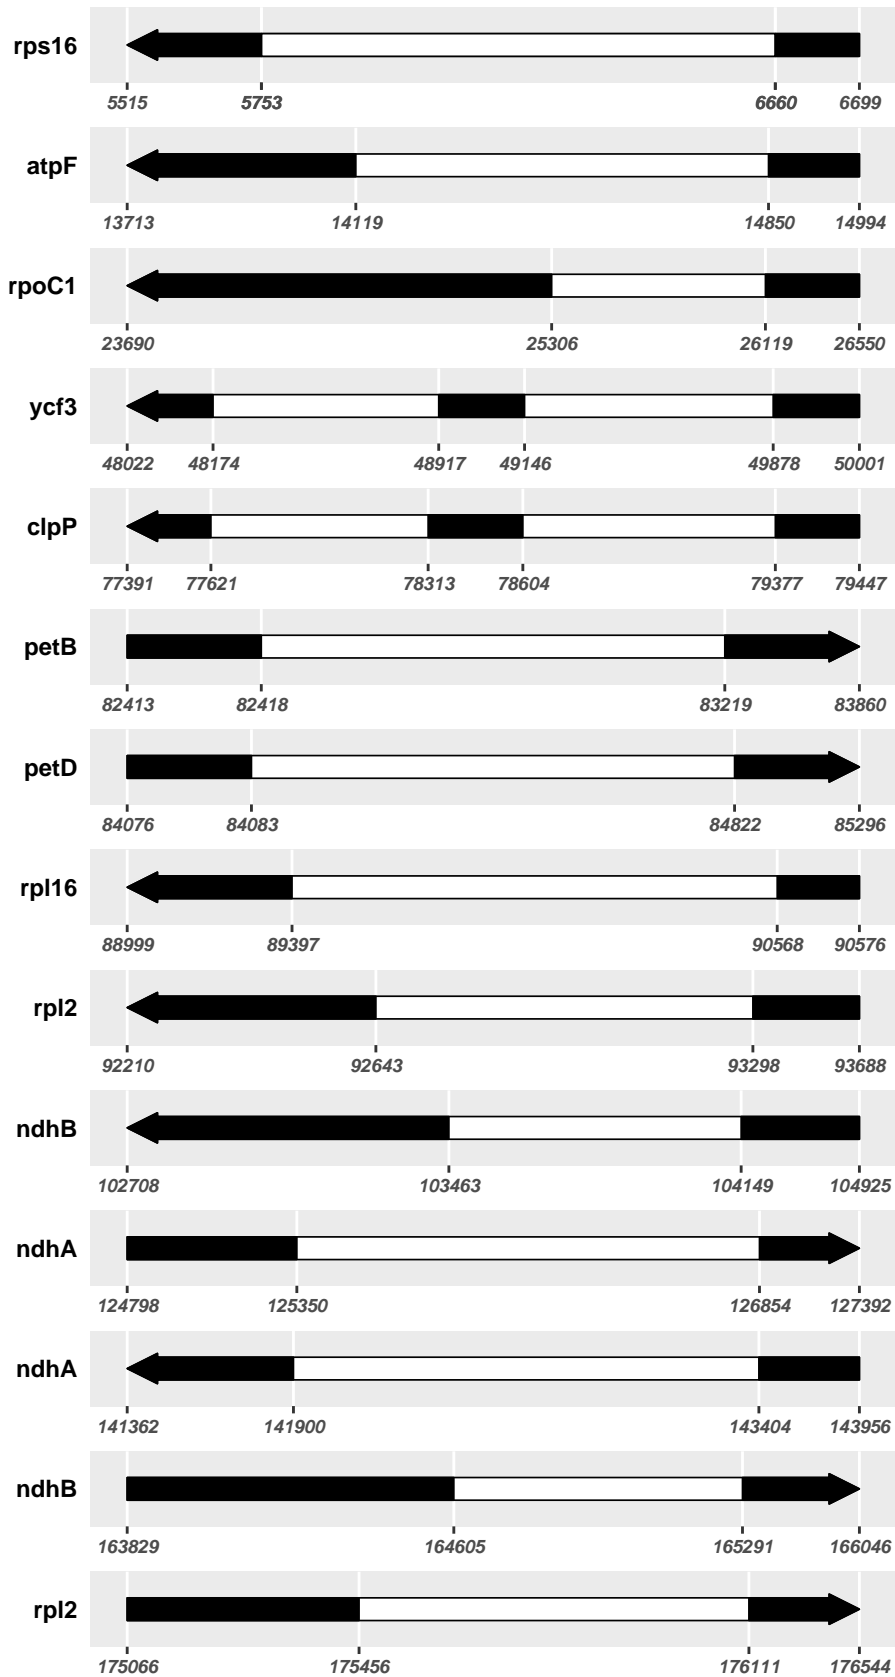 rps16
5515 5753 6660 6699
atpF
13713 14119 14850 14994
rpoC1
23690 25306 26119 26550
ycf3
48022 48174 48917 49146 49878 50001
clpP
77391 77621 78313 78604 79377 79447
petB
82413 82418 83219 83860
petD
84076 84083 84822 85296
rpl16
88999 89397 90568 90576
rpl2
92210 92643 93298 93688
ndhB
102708 103463 104149 104925
ndhA
124798 125350 126854 127392
ndhA
141362 141900 143404 143956
ndhB
163829 164605 165291 166046
rpl2
175066 175456 176111 176544